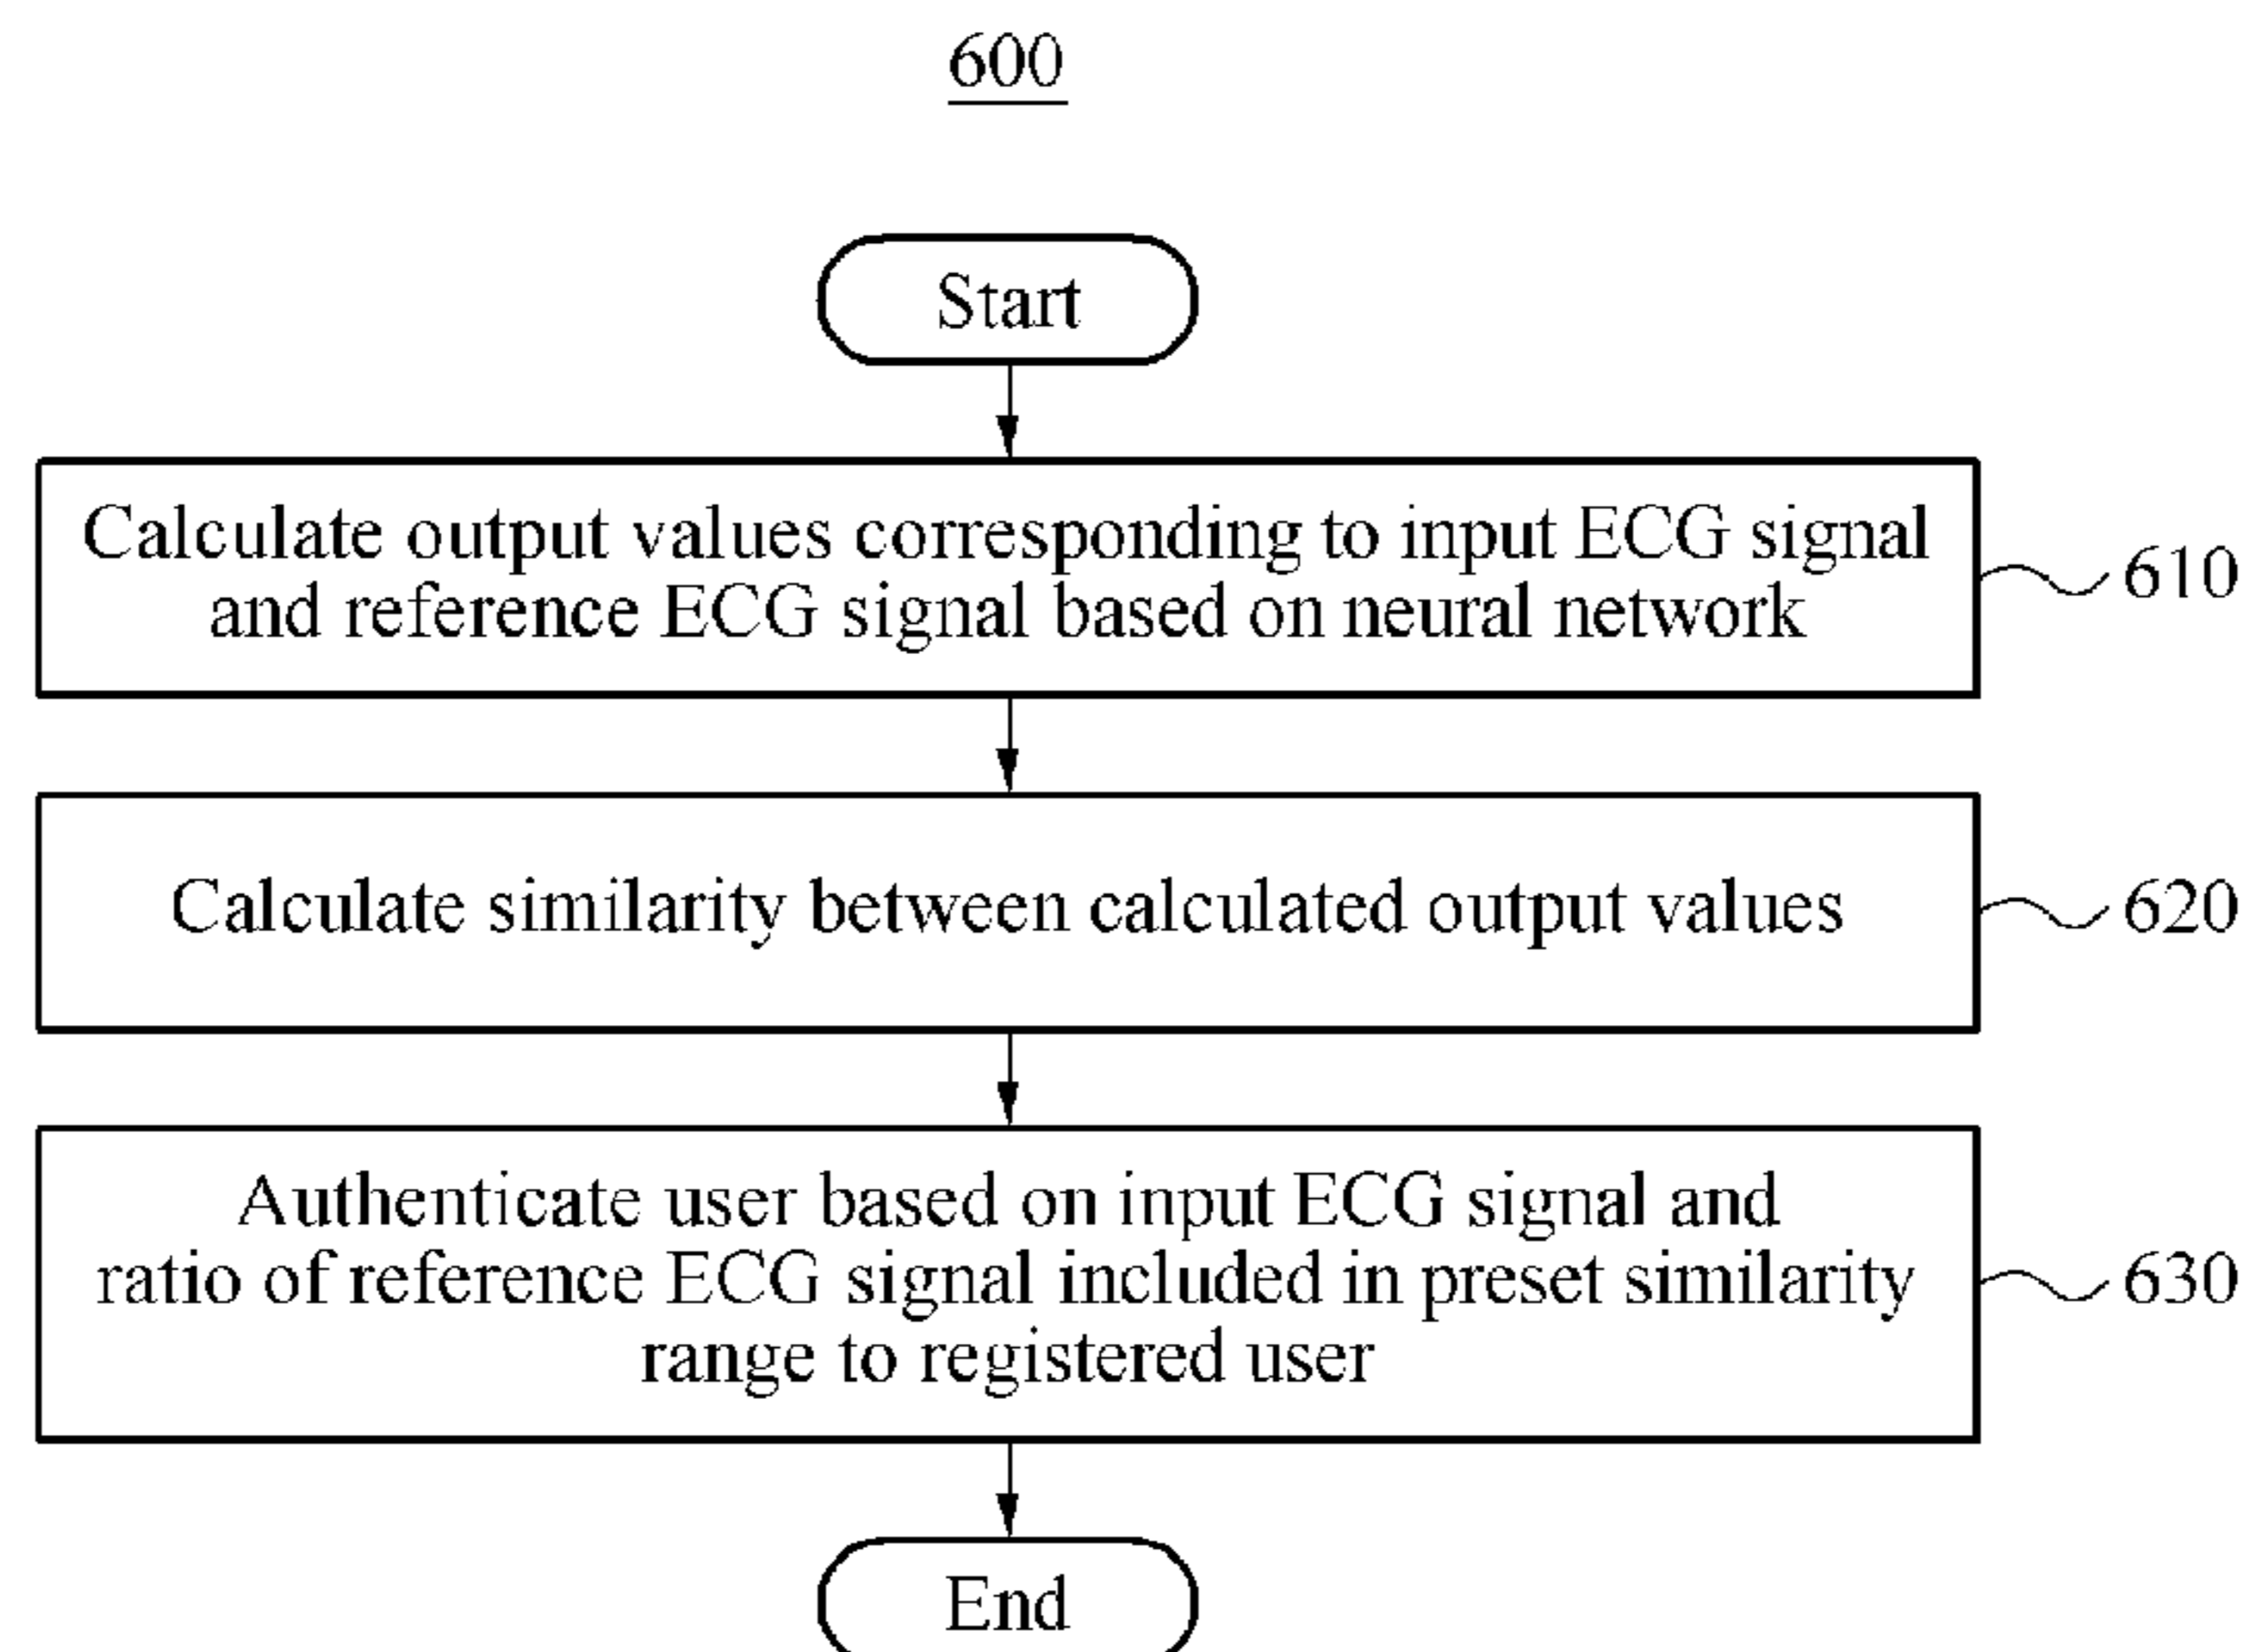 600
Start
Calculate output values corresponding to input ECG signal
and reference ECG signal based on neural network
610
Calculate similarity between calculated output values
620
Authenticate user based on input ECG signal and
ratio of reference ECG signal included in preset similarity
range to registered user
630
End